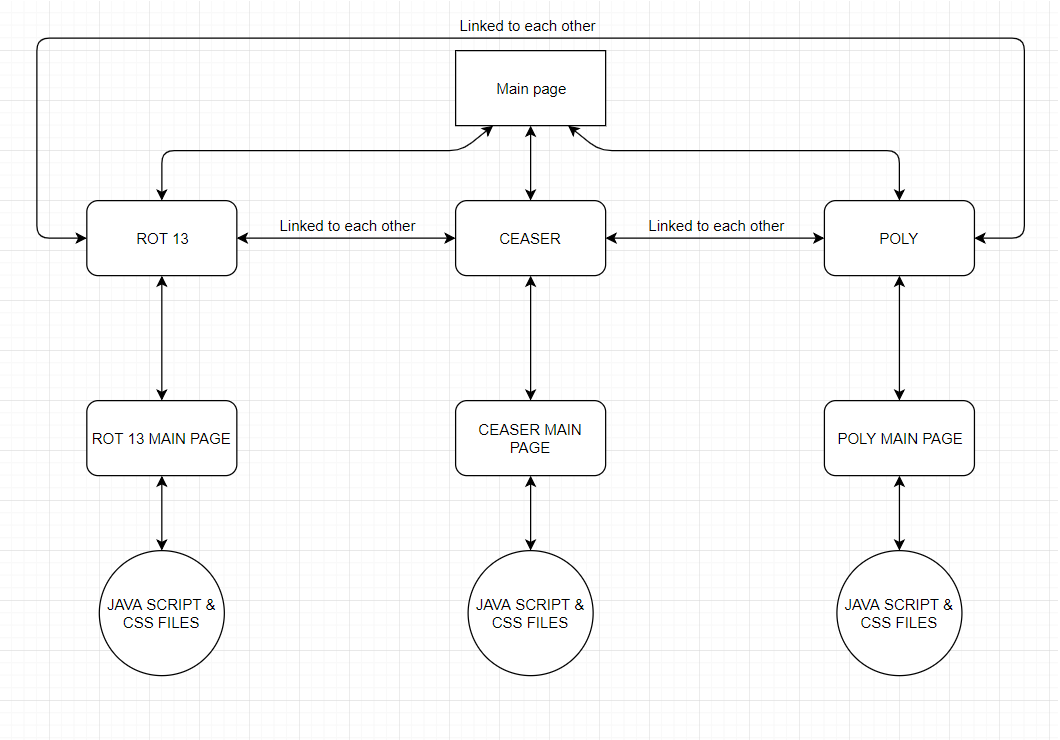 Linked to each other
Main page
ROT 13
Linked to each other
CEASER
Linked to each other
POLY
ROT 13 MAIN PAGE
CEASER MAIN
PAGE
POLY MAIN PAGE
JAVA SCRIPT &
CSS FILES
JAVA SCRIPT &
CSS FILES
JAVA SCRIPT &
CSS FILES